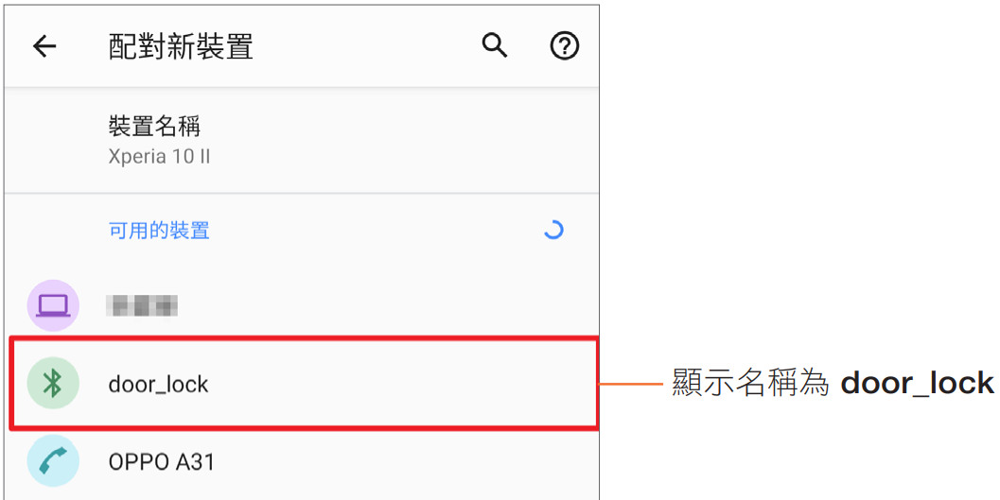 配對新裝置
裝置名稱
Xperia 10 II
可用的裝置
door_lock
顯示名稱為 door_lock
OPPO A31